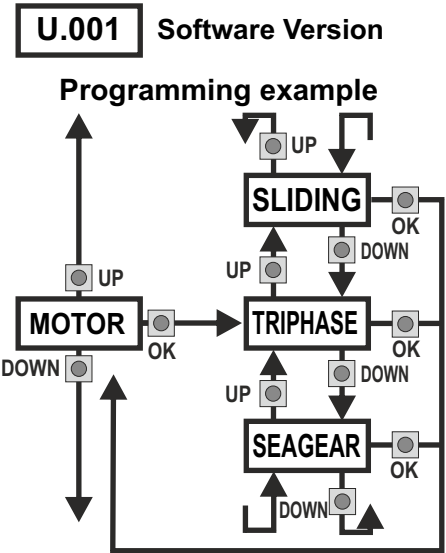 U.001 Software Version
Programming example
UP
SLIDING
OK
UP DOWN
UP
MOTOR
OK
TRIPHASE
OK
DOWN
UP
DOWN
SEAGEAR
OK
DOWN